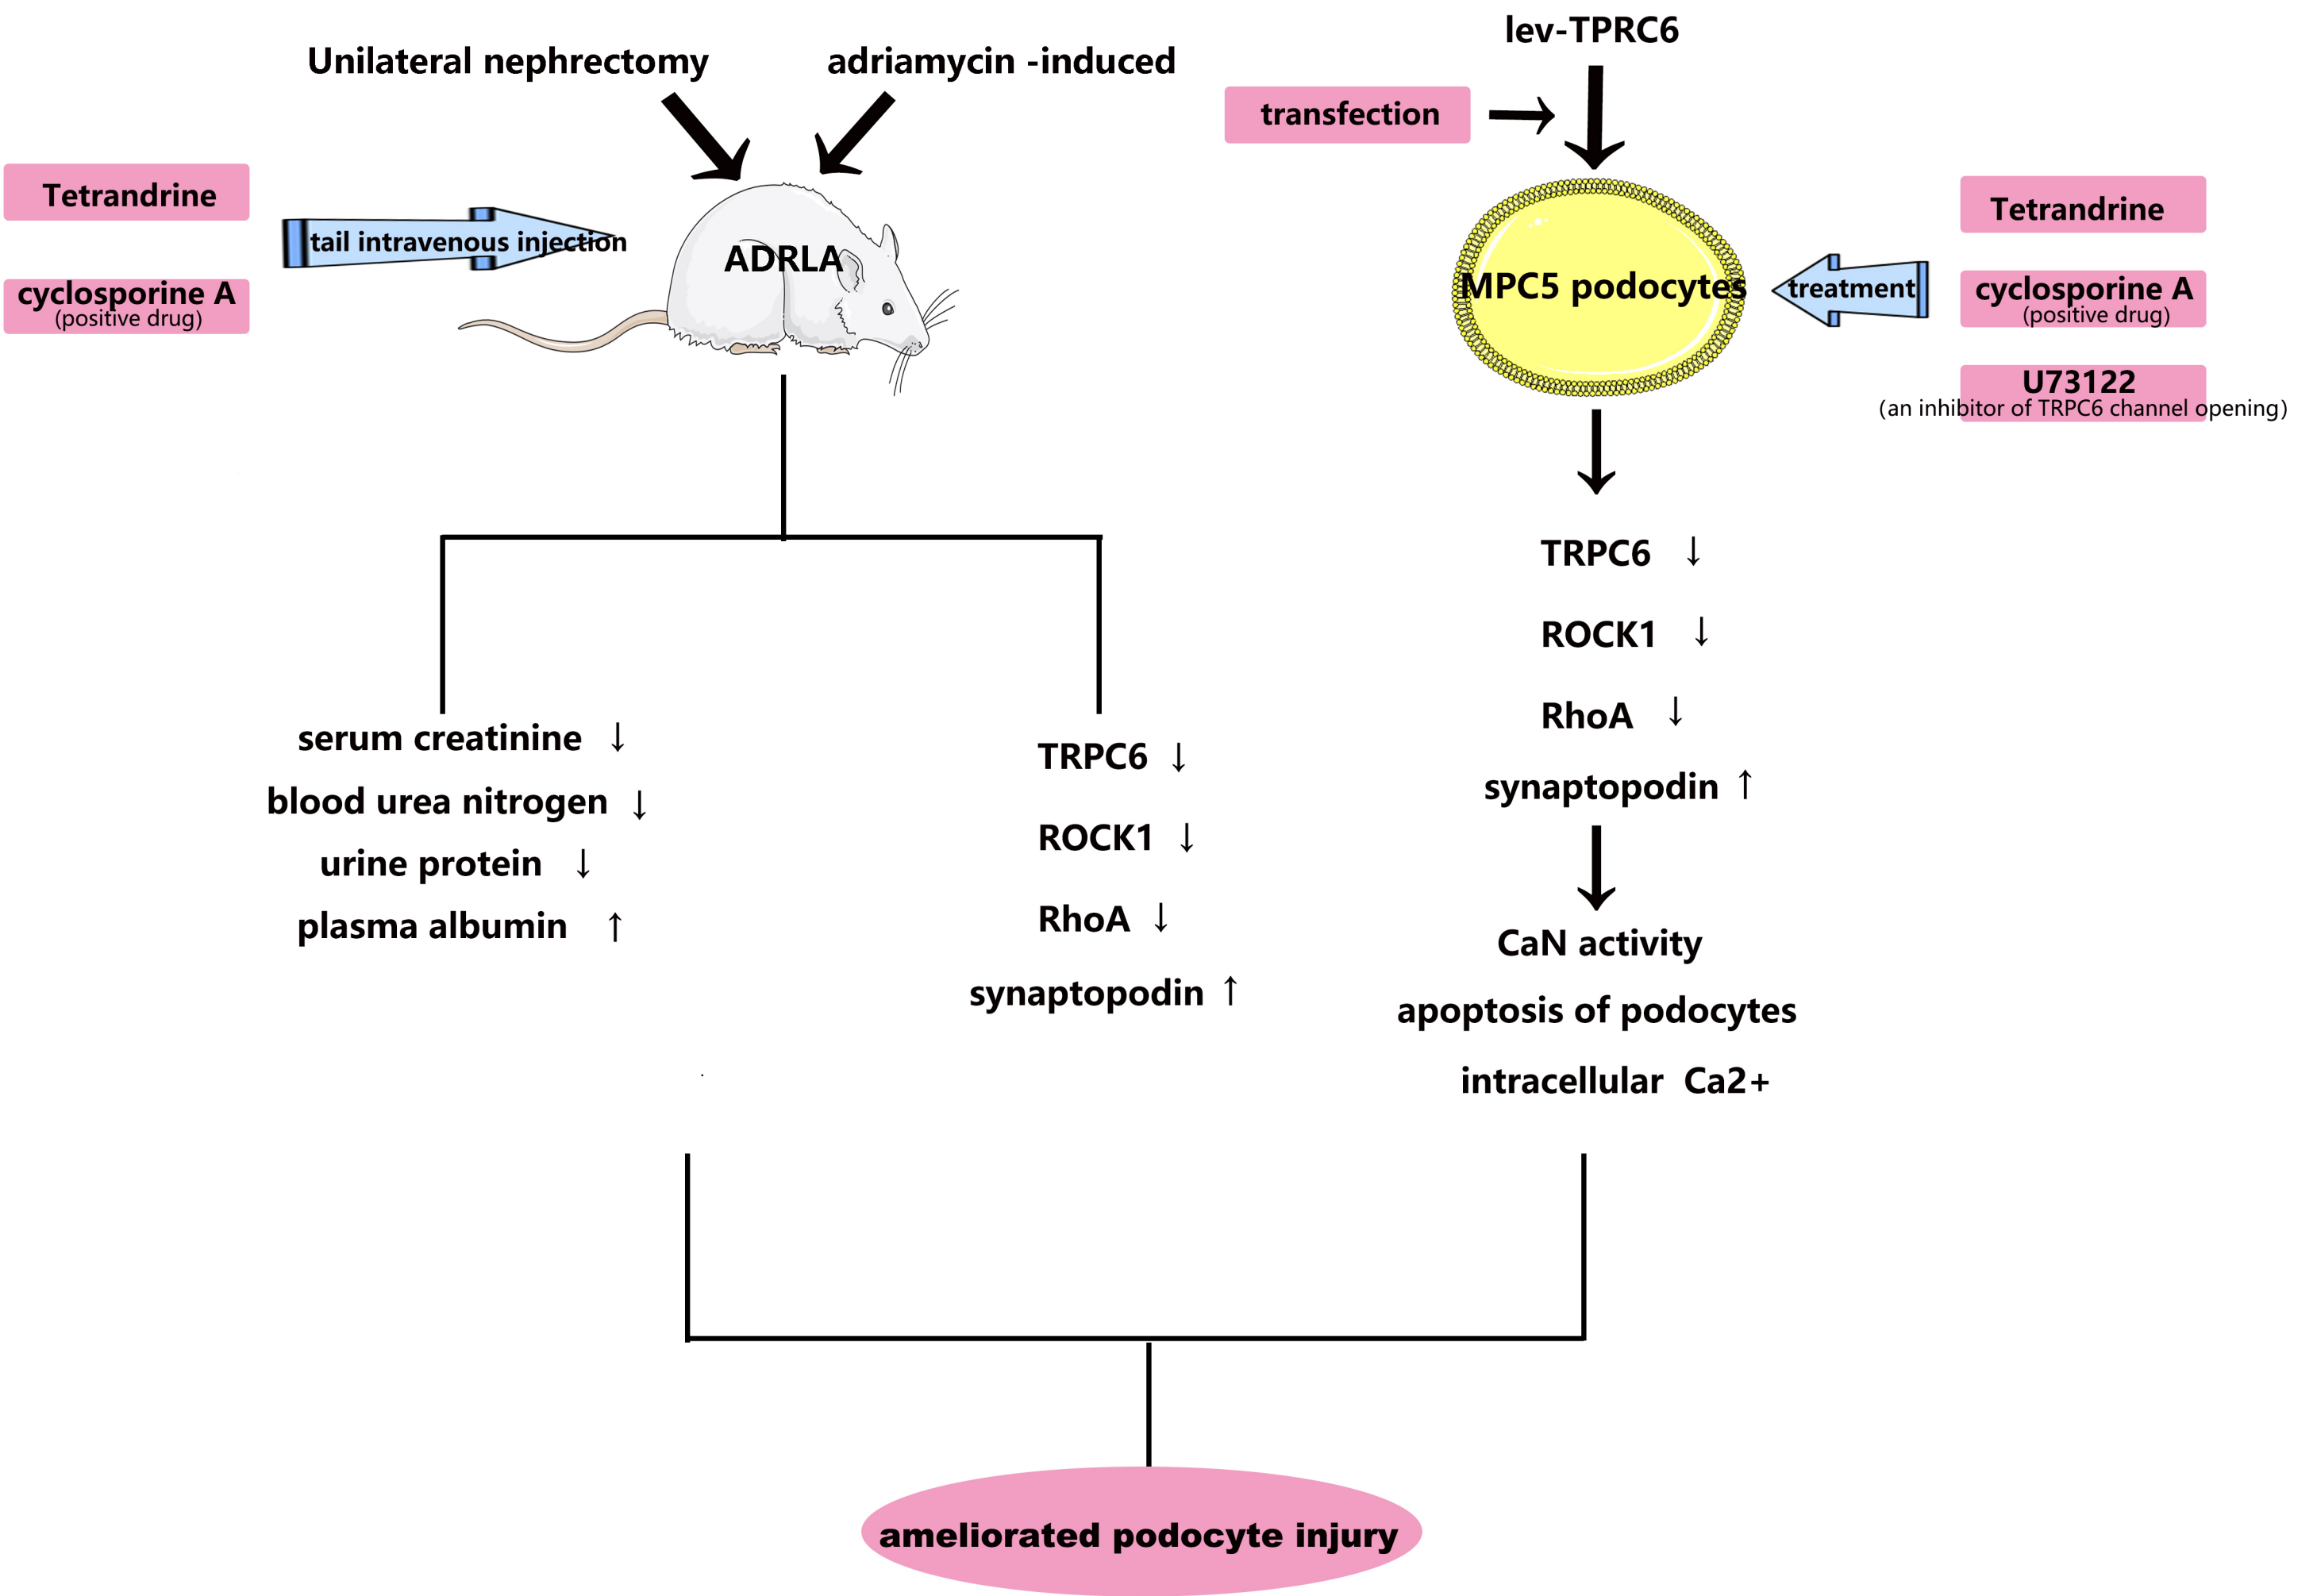 Unilateral nephrectomy
adriamycin -induced
Tetrandrine
tail intravenous injection
cyclosporine A
(positive drug)
ADRLA
serum creatinine ↓
blood urea nitrogen ↓
urine protein ↓
plasma albumin ↑
TRPC6 ↓
ROCK1 ↓
RhoA ↓
synaptopodin ↑
lev-TPRC6
transfection
MPC5 podocytes
treatment
Tetrandrine
cyclosporine A
(positive drug)
U73122
(an inhibitor of TRPC6 channel opening)
TRPC6 ↓
ROCK1 ↓
RhoA ↓
synaptopodin ↑
CaN activity
apoptosis of podocytes
intracellular Ca2+
ameliorated podocyte injury